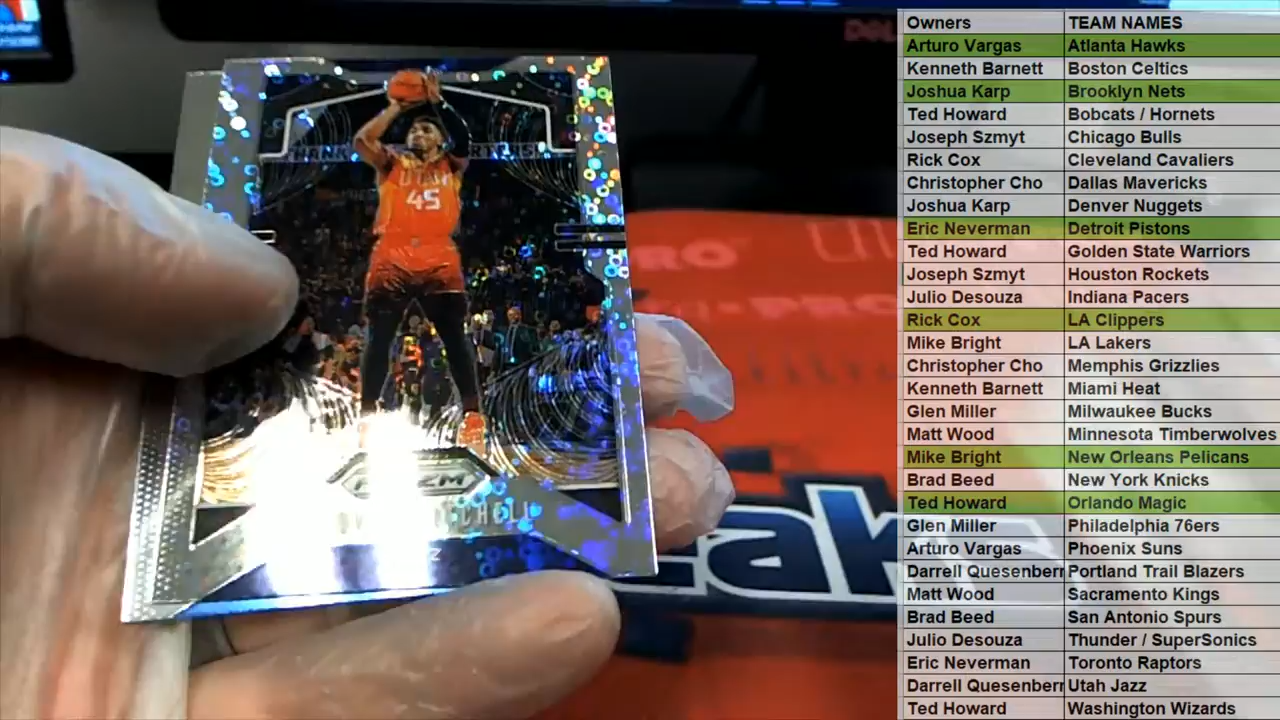 Owners TEAM NAMES
Arturo Vargas Atlanta Hawks
Kenneth Barnett Boston Celtics
Joshua Karp Brooklyn Nets
Ted Howard Bobcats / Hornets
Joseph Szmyt Chicago Bulls
Rick Cox Cleveland Cavaliers
Christopher Cho Dallas Mavericks
Joshua Karp Denver Nuggets
Eric Neverman Detroit Pistons
Ted Howard Golden State Warriors
Joseph Szmyt Houston Rockets
Julio Desouza Indiana Pacers
Rick Cox LA Clippers
Mike Bright LA Lakers
Christopher Cho Memphis Grizzlies
Kenneth Barnett Miami Heat
Glen Miller Milwaukee Bucks
Matt Wood Minnesota Timberwolves
Mike Bright New Orleans Pelicans
Brad Beed New York Knicks
Ted Howard Orlando Magic
Glen Miller Philadelphia 76ers
Arturo Vargas Phoenix Suns
Darrell Quesenberr Portland Trail Blazers
Matt Wood Sacramento Kings
Brad Beed San Antonio Spurs
Julio Desouza Thunder / SuperSonics
Eric Neverman Toronto Raptors
Darrell Quesenberr Utah Jazz
Ted Howard Washington Wizards
UTAH
45
PRIZM
PRO